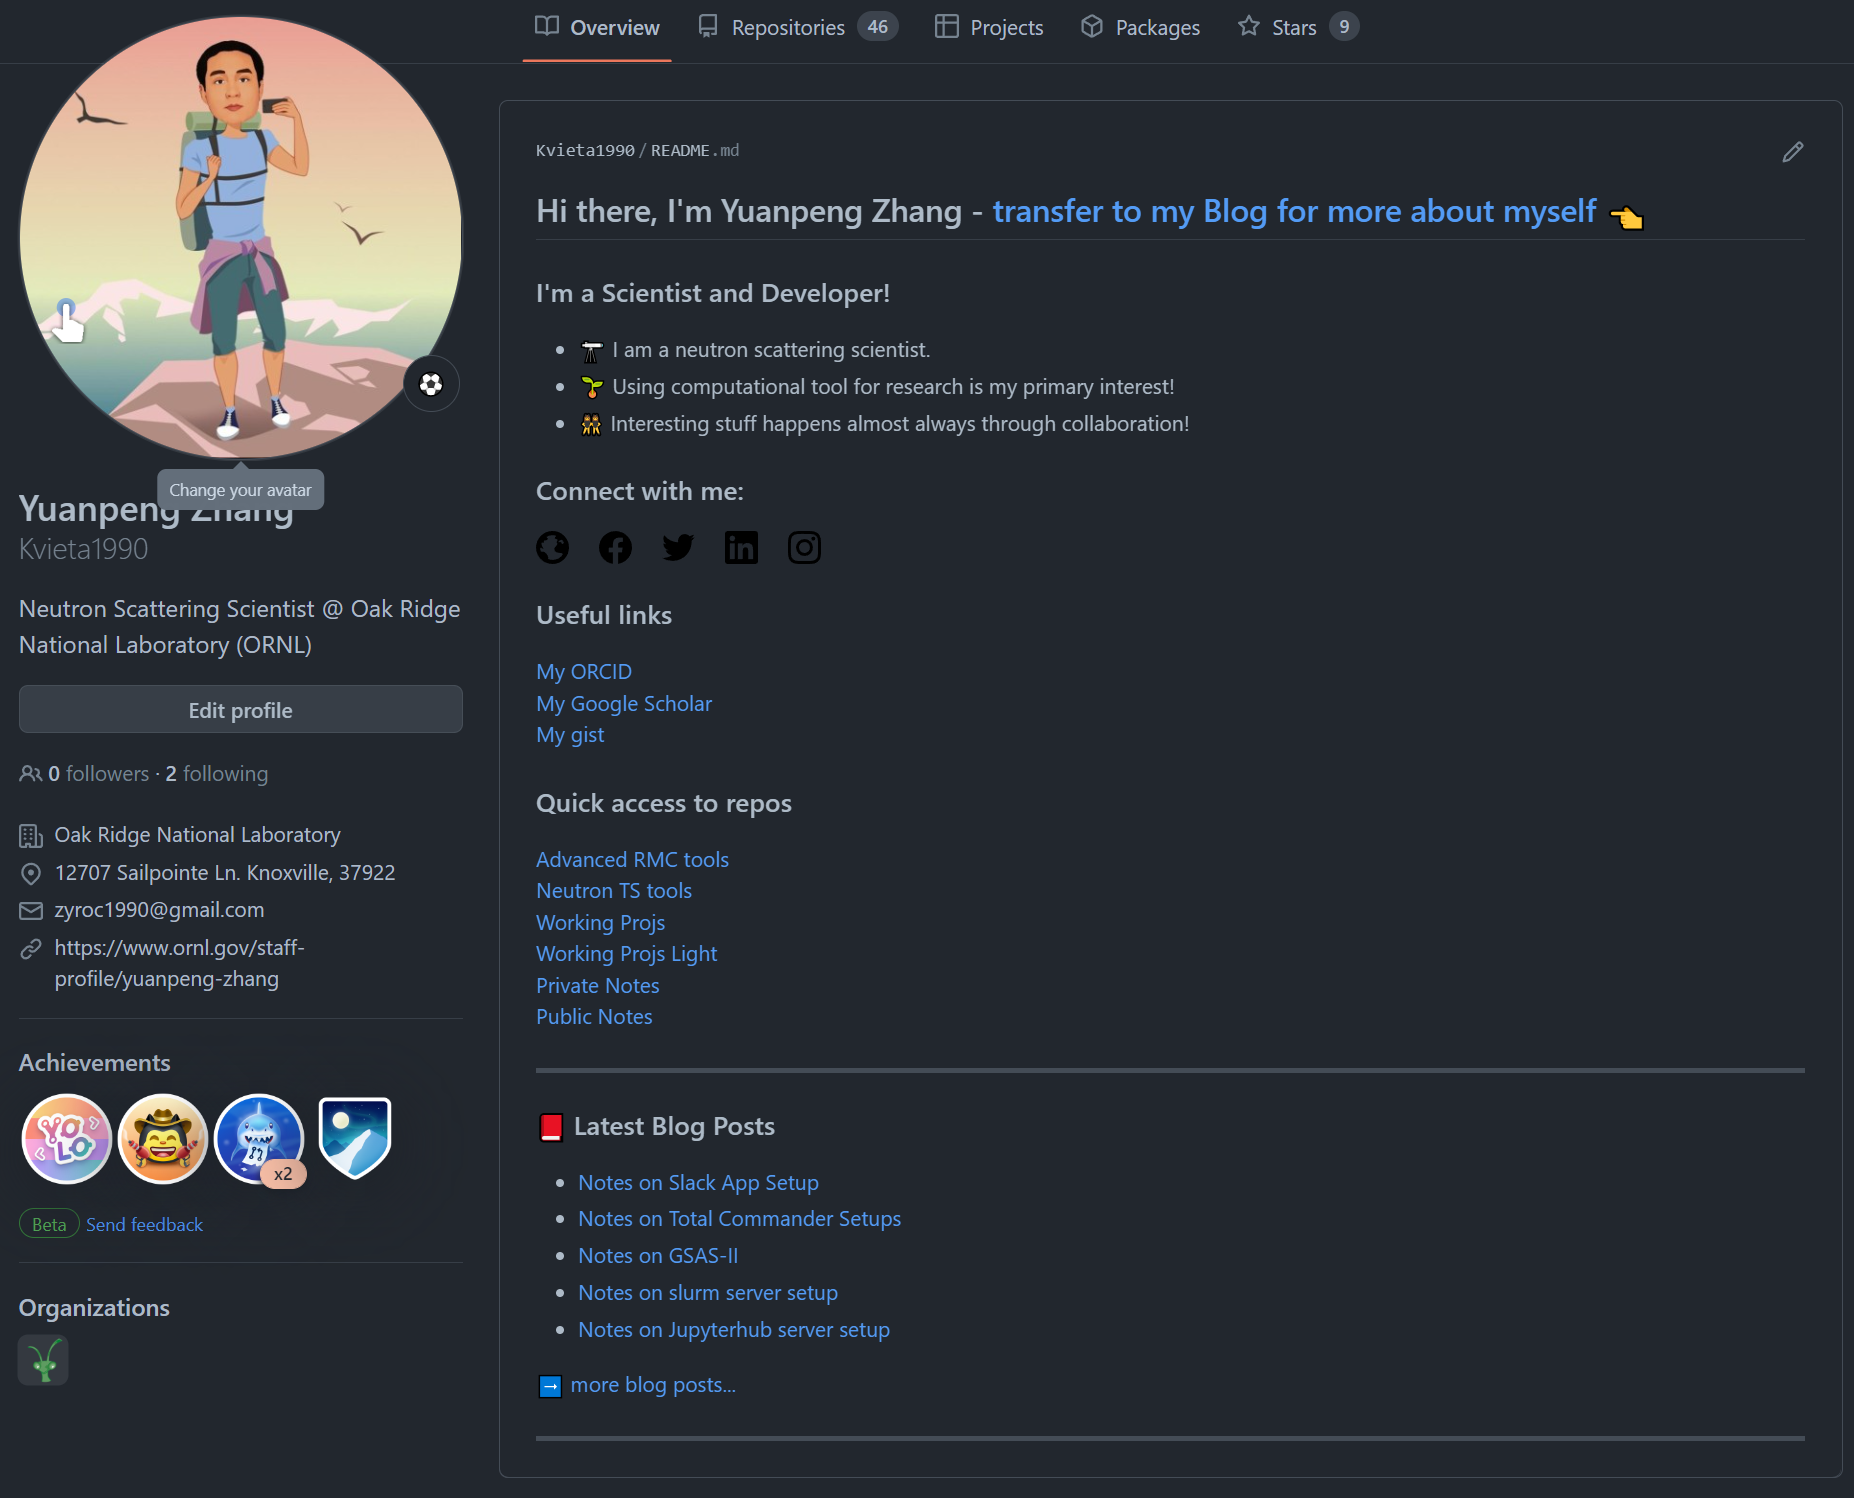 Overview Repositories 46 Projects Packages Stars 9
Change your avatar
Yuanpeng Zhang
Kvieta1990
Neutron Scattering Scientist @ Oak Ridge
National Laboratory (ORNL)
Edit profile
0 followers · 2 following
Oak Ridge National Laboratory
12707 Sailpointe Ln. Knoxville, 37922
zyroc1990@gmail.com
https://www.ornl.gov/staff-
profile/yuanpeng-zhang
Achievements
YOLO
x2
Beta Send feedback
Organizations
Kvieta1990/README.md
Hi there, I'm Yuanpeng Zhang - transfer to my Blog for more about myself
I'm a Scientist and Developer!
I am a neutron scattering scientist.
Using computational tool for research is my primary interest!
Interesting stuff happens almost always through collaboration!
Connect with me:
in
Useful links
My ORCID
My Google Scholar
My gist
Quick access to repos
Advanced RMC tools
Neutron TS tools
Working Projs
Working Projs Light
Private Notes
Public Notes
Latest Blog Posts
Notes on Slack App Setup
Notes on Total Commander Setups
Notes on GSAS-II
Notes on slurm server setup
Notes on Jupyterhub server setup
more blog posts...